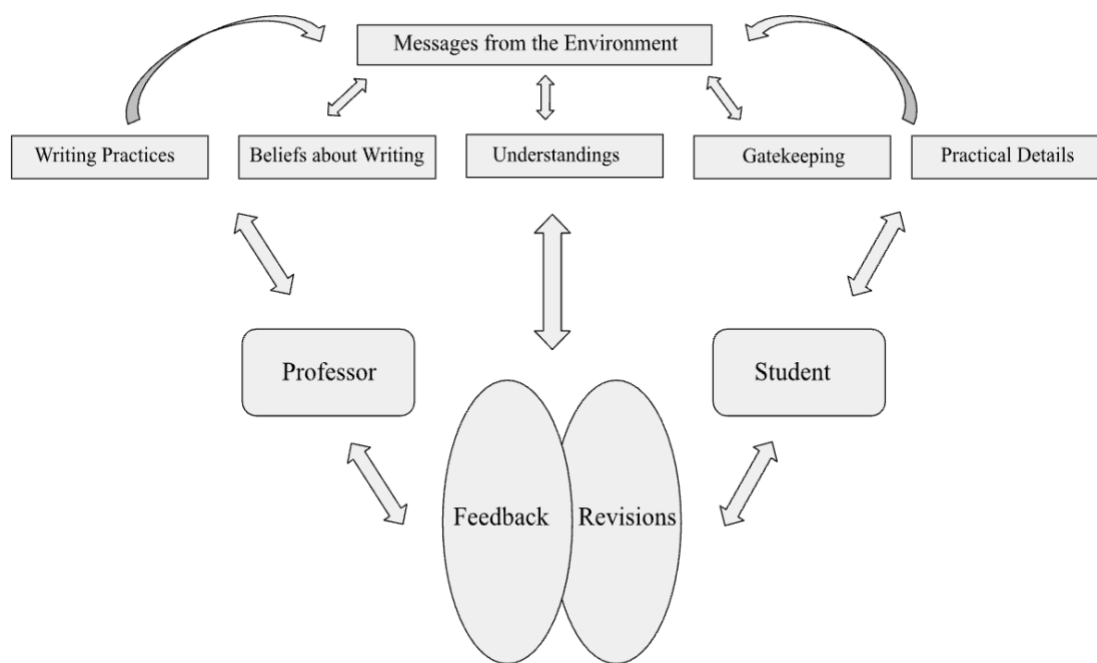 Messages from the Environment
Writing Practices
Beliefs about Writing
Understandings
Gatekeeping
Practical Details
Professor
Student
Feedback
Revisions